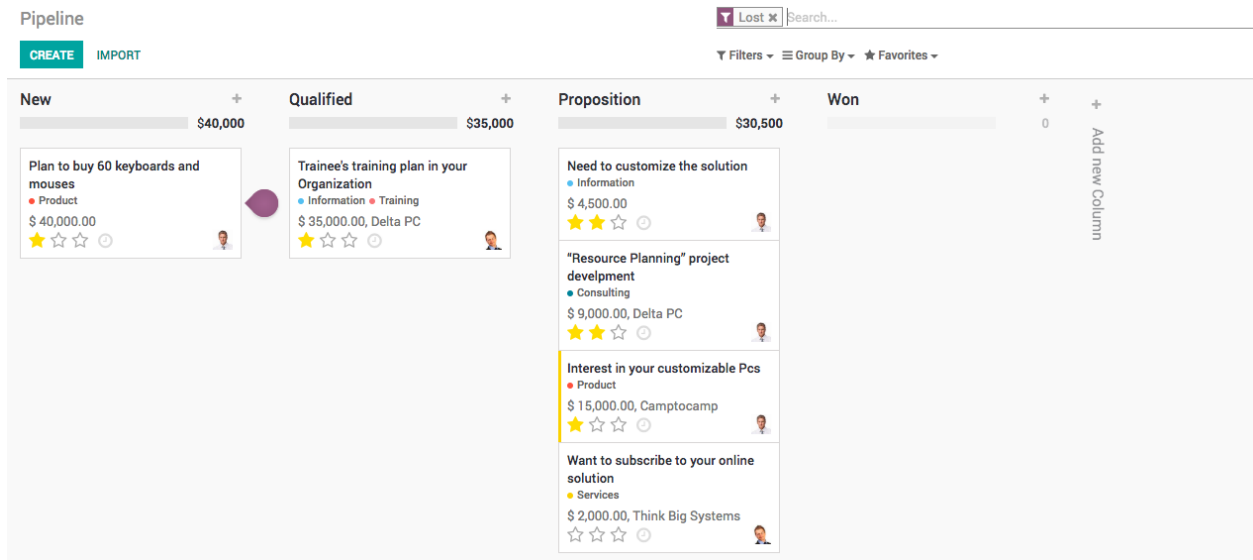 Pipeline
Lost ✖ Search...
CREATE IMPORT
Filters Group By Favorites
New +
$40,000
Plan to buy 60 keyboards and
mouses
Product
$ 40,000.00
Qualified +
$35,000
Trainee's training plan in your
Organization
Information Training
$ 35,000.00, Delta PC
Proposition +
$30,500
Need to customize the solution
Information
$ 4,500.00
“Resource Planning” project
develpment
Consulting
$ 9,000.00, Delta PC
Interest in your customizable Pcs
Product
$ 15,000.00, Camptocamp
Want to subscribe to your online
solution
Services
$ 2,000.00, Think Big Systems
Won +
0
+ Add new Column